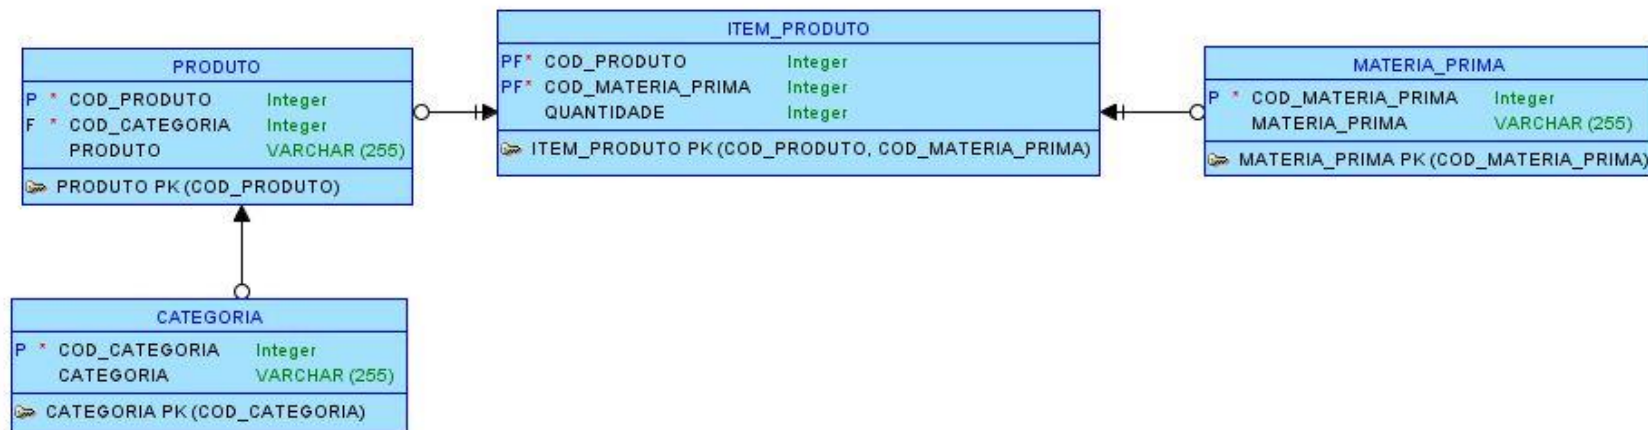 PRODUTO
P * COD_PRODUTO Integer
F * COD_CATEGORIA Integer
PRODUTO VARCHAR (255)
PRODUTO PK (COD_PRODUTO)
ITEM_PRODUTO
PF* COD_PRODUTO Integer
PF* COD_MATERIA_PRIMA Integer
QUANTIDADE Integer
ITEM_PRODUTO PK (COD_PRODUTO, COD_MATERIA_PRIMA)
MATERIA_PRIMA
P * COD_MATERIA_PRIMA Integer
MATERIA_PRIMA VARCHAR (255)
MATERIA_PRIMA PK (COD_MATERIA_PRIMA)
CATEGORIA
P * COD_CATEGORIA Integer
CATEGORIA VARCHAR (255)
CATEGORIA PK (COD_CATEGORIA)